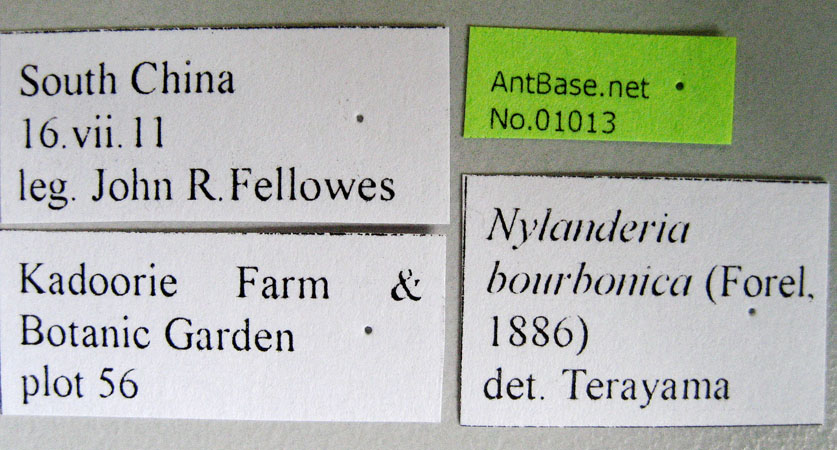 South China
16.vii.11
leg. John R.Fellowes
Kadoorie Farm &
Botanic Garden
plot 56
AntBase.net
No.01013
Nylanderia
bourbonica (Forel,
1886)
det. Terayama